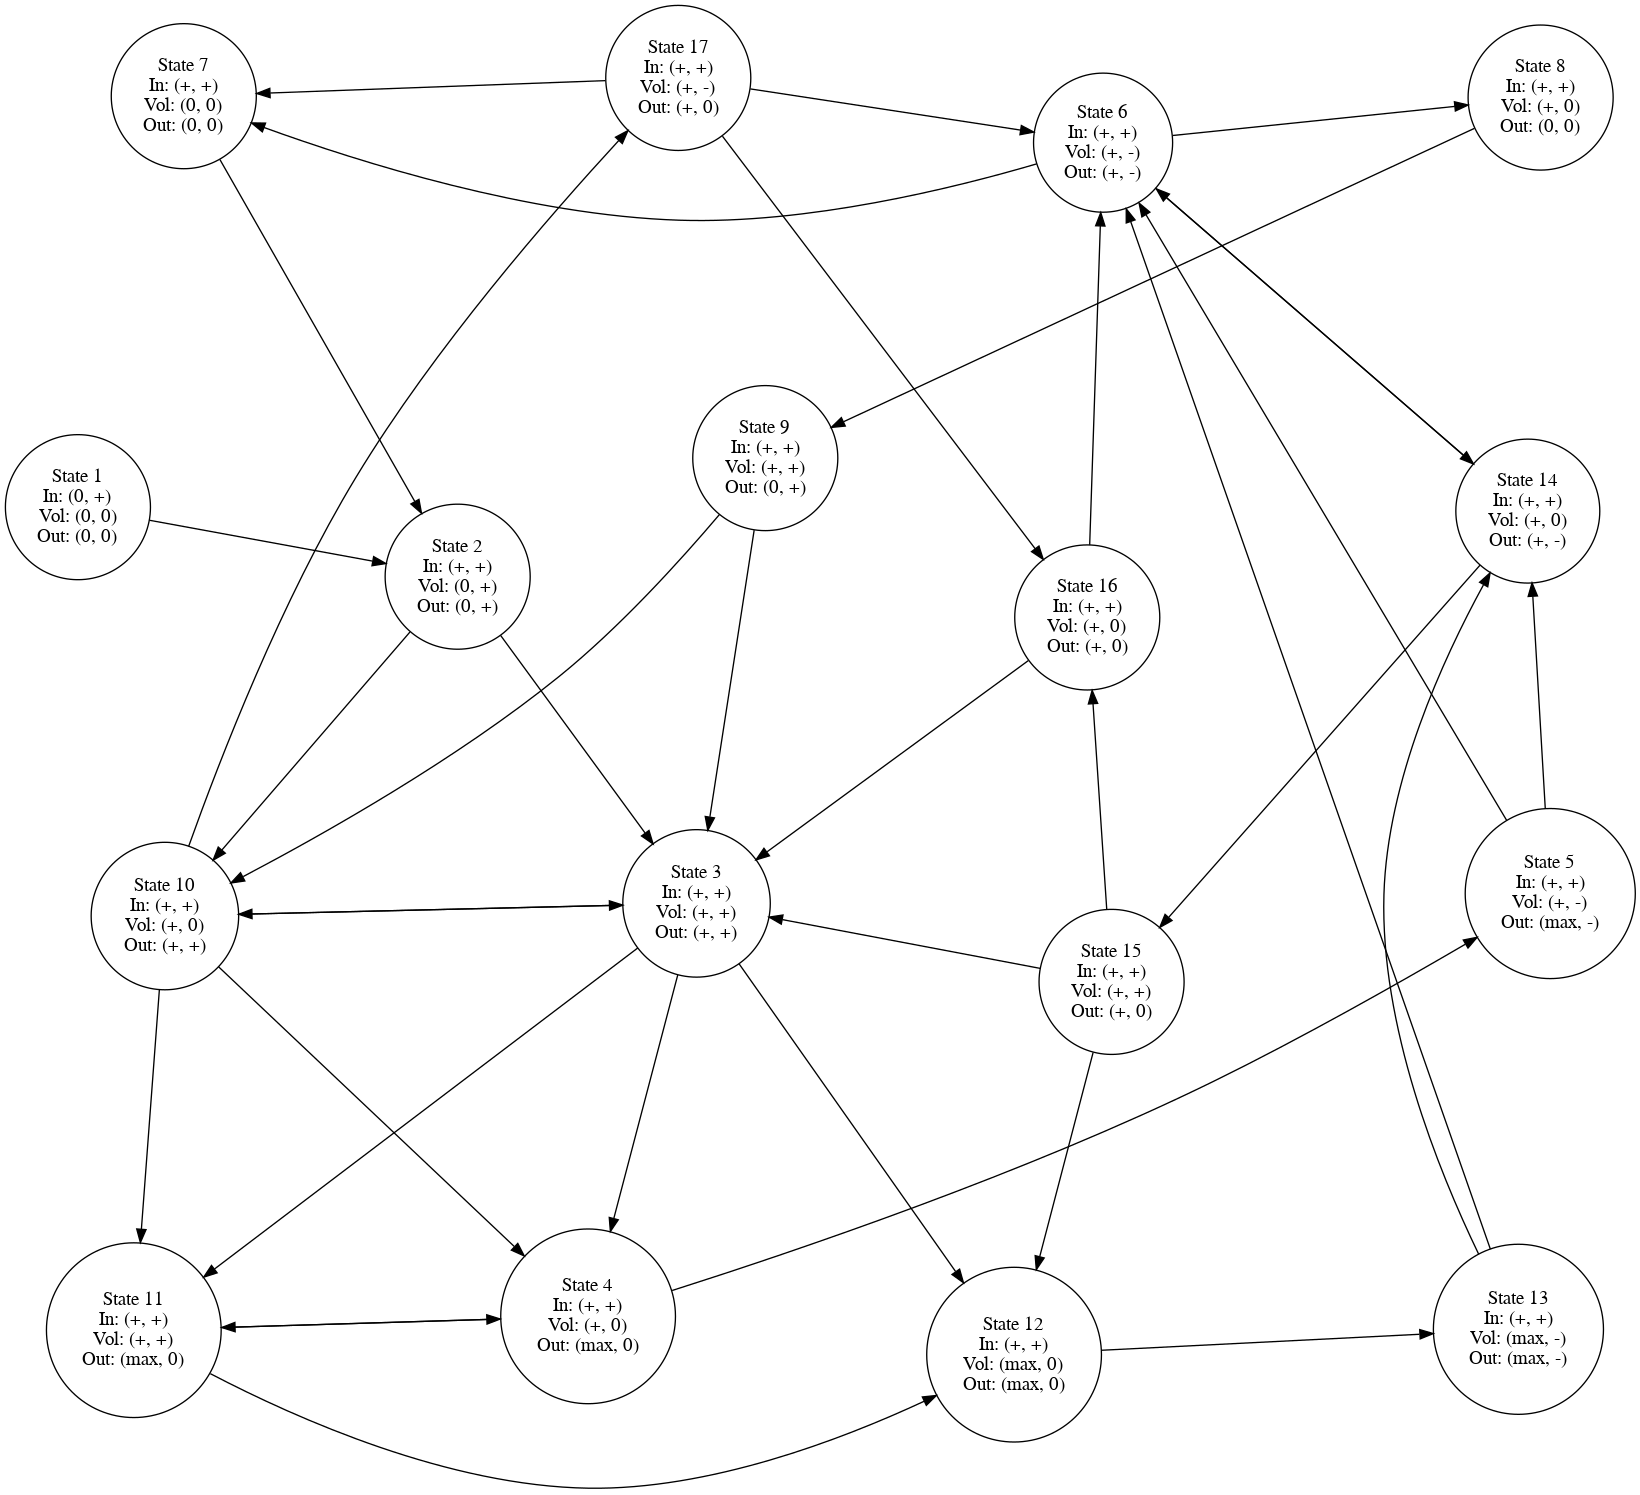 State 7
In: (+, +)
Vol: (0, 0)
Out: (0, 0)
State 17
In: (+, +)
Vol: (+, -)
Out: (+, 0)
State 6
In: (+, +)
Vol: (+, -)
Out: (+, -)
State 8
In: (+, +)
Vol: (+, 0)
Out: (0, 0)
State 1
In: (0, +)
Vol: (0, 0)
Out: (0, 0)
State 2
In: (+, +)
Vol: (0, +)
Out: (0, +)
State 9
In: (+, +)
Vol: (+, +)
Out: (0, +)
State 16
In: (+, +)
Vol: (+, 0)
Out: (+, 0)
State 14
In: (+, +)
Vol: (+, 0)
Out: (+, -)
State 10
In: (+, +)
Vol: (+, 0)
Out: (+, +)
State 3
In: (+, +)
Vol: (+, +)
Out: (+, +)
State 15
In: (+, +)
Vol: (+, +)
Out: (+, 0)
State 5
In: (+, +)
Vol: (+, -)
Out: (max, -)
State 11
In: (+, +)
Vol: (+, +)
Out: (max, 0)
State 4
In: (+, +)
Vol: (+, 0)
Out: (max, 0)
State 12
In: (+, +)
Vol: (max, 0)
Out: (max, 0)
State 13
In: (+, +)
Vol: (max, -)
Out: (max, -)